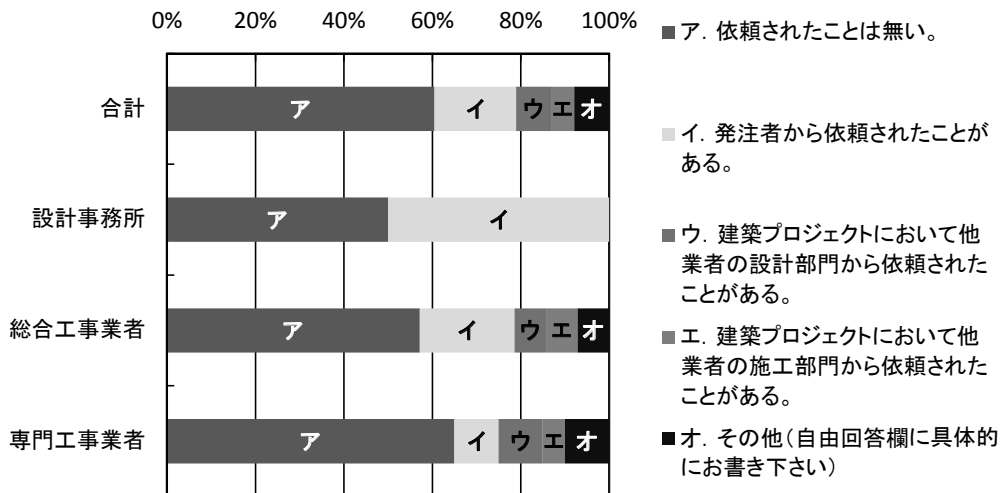 0% 20% 40% 60% 80% 100%
合計
ア イ ウ エ オ
設計事務所
ア イ
総合工事業者
ア イ ウ エ オ
専門工事業者
ア イ ウ エ オ
ア．依頼されたことは無い。
イ．発注者から依頼されたことが
ある。
ウ．建築プロジェクトにおいて他
業者の設計部門から依頼された
ことがある。
エ．建築プロジェクトにおいて他
業者の施工部門から依頼された
ことがある。
オ．その他（自由回答欄に具体的
にお書き下さい）